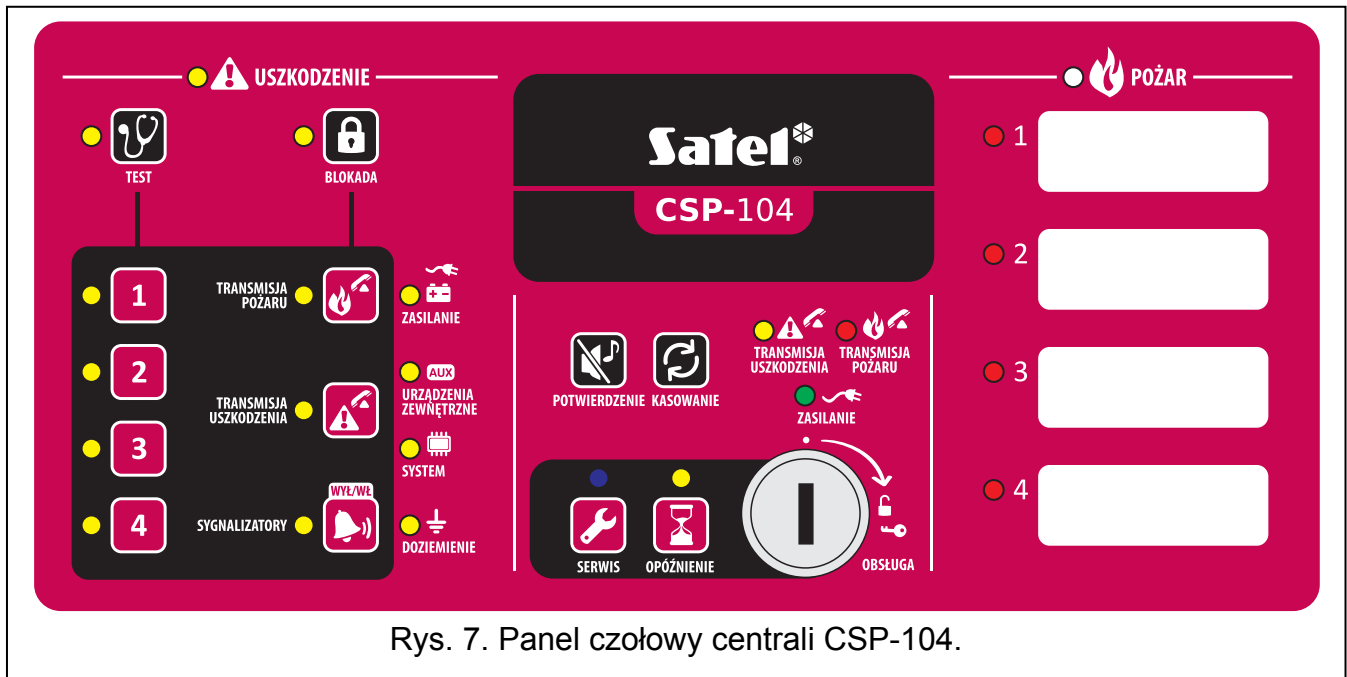 USZKODZENIE
TEST
BLOKADA
1
2
3
4
TRANSMISJA
POŻARU
TRANSMISJA
USZKODZENIA
WYŁ/WŁ
SYGNALIZATORY
ZASILANIE
AUX
URZĄDZENIA
ZEWNĘTRZNE
SYSTEM
DOZIEMIENIE
Satel®
CSP-104
POTWIERDZENIE
KASOWANIE
TRANSMISJA
USZKODZENIA
TRANSMISJA
POŻARU
ZASILANIE
SERWIS
OPÓŹNIENIE
OBSŁUGA
POŻAR
1
2
3
4
Rys. 7. Panel czołowy centrali CSP-104.